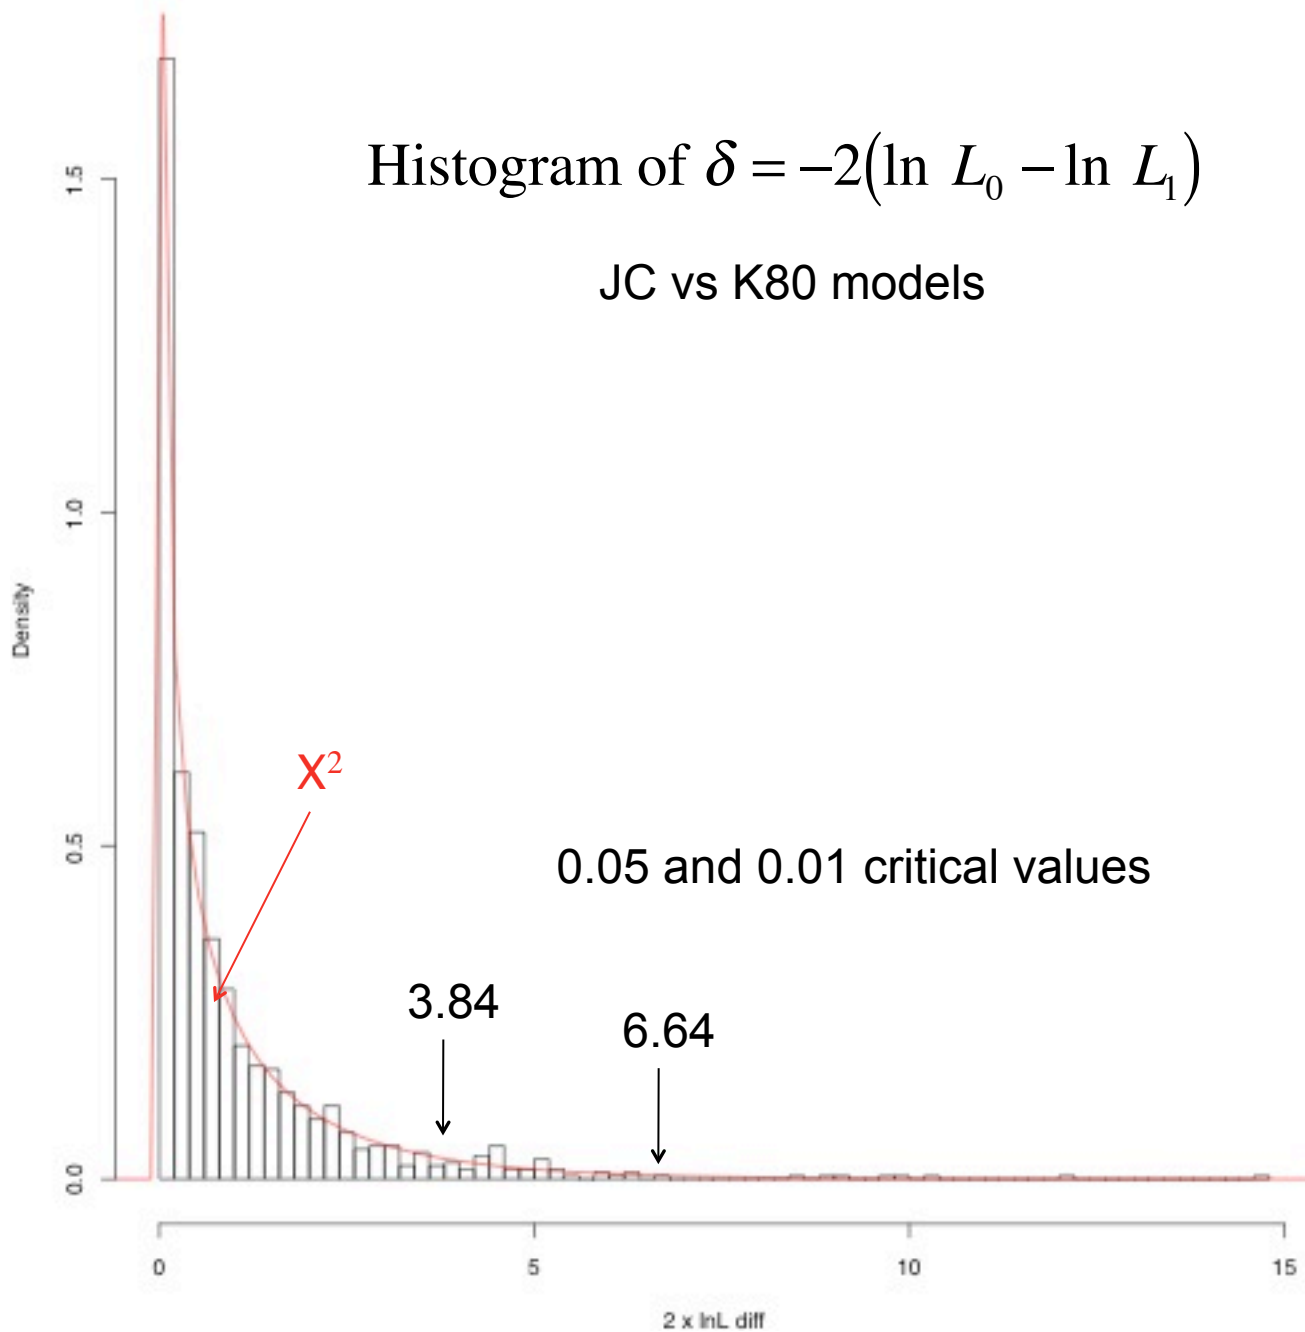 Histogram of δ = −2(ln L₀ − ln L₁)
JC vs K80 models
1.5
1.0
0.5
0.0
Density
X²
0.05 and 0.01 critical values
3.84
6.64
0 5 10 15
2 x lnL diff